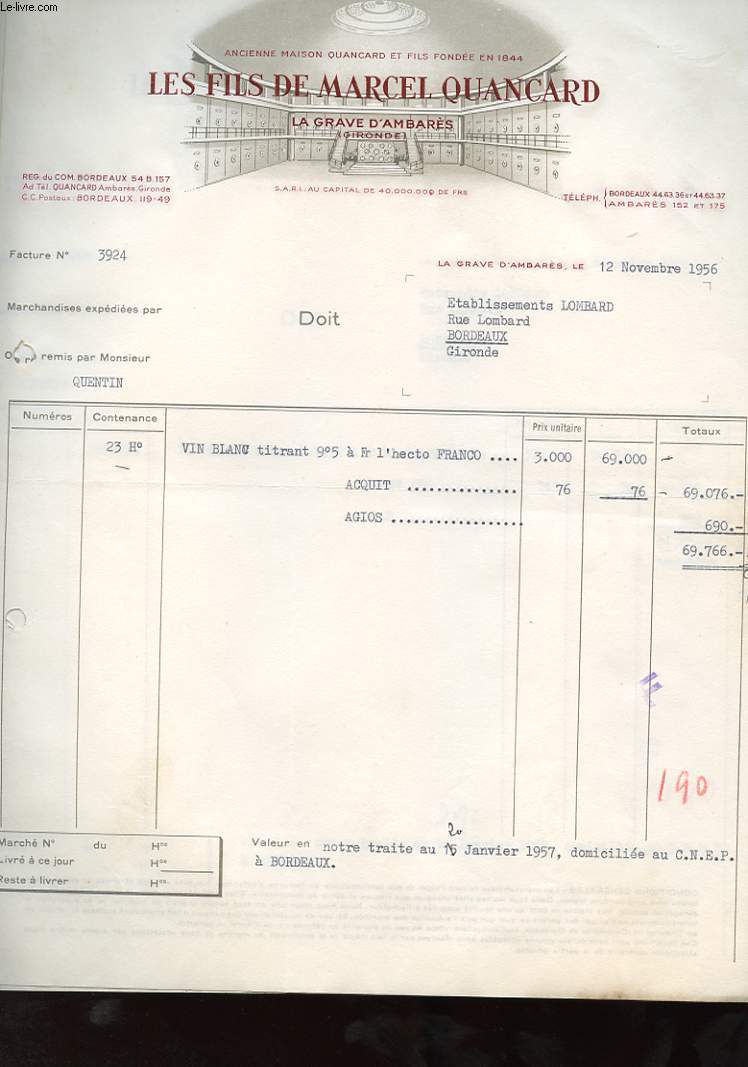 Le-livre.com
ANCIENNE MAISON QUANCARD ET FILS FONDÉE EN 1844
LES FILS DE MARCEL QUANCARD
LA GRAVE D'AMBARÈS
(GIRONDE)
REG. du COM. BORDEAUX 54 B. 157
Ad. Tél. QUANCARD Ambarès. Gironde
C.C. Postaux : BORDEAUX. 119-49
S.A.R.L. AU CAPITAL DE 40.000.000 DE FRS
TÉLÉPH. BORDEAUX 44.63.36 ET 44.63.37
AMBARÈS 152 ET 175
Facture N° 3924
LA GRAVE D'AMBARÈS, LE 12 Novembre 1956
Marchandises expédiées par
Doit
Etablissements LOMBARD
Rue Lombard
BORDEAUX
Gironde
remis par Monsieur
QUENTIN
Numéros Contenance Prix unitaire Totaux
23 H° VIN BLANC titrant 9°5 à Fr l'hecto FRANCO .... 3.000 69.000 -
ACQUIT ............... 76 76 - 69.076.-
AGIOS .................. 690.-
69.766.-
190
Marché N° du Hos
Livré à ce jour Hos
Reste à livrer Hos
20
Valeur en notre traite au 15 Janvier 1957, domiciliée au C.N.E.P.
à BORDEAUX.